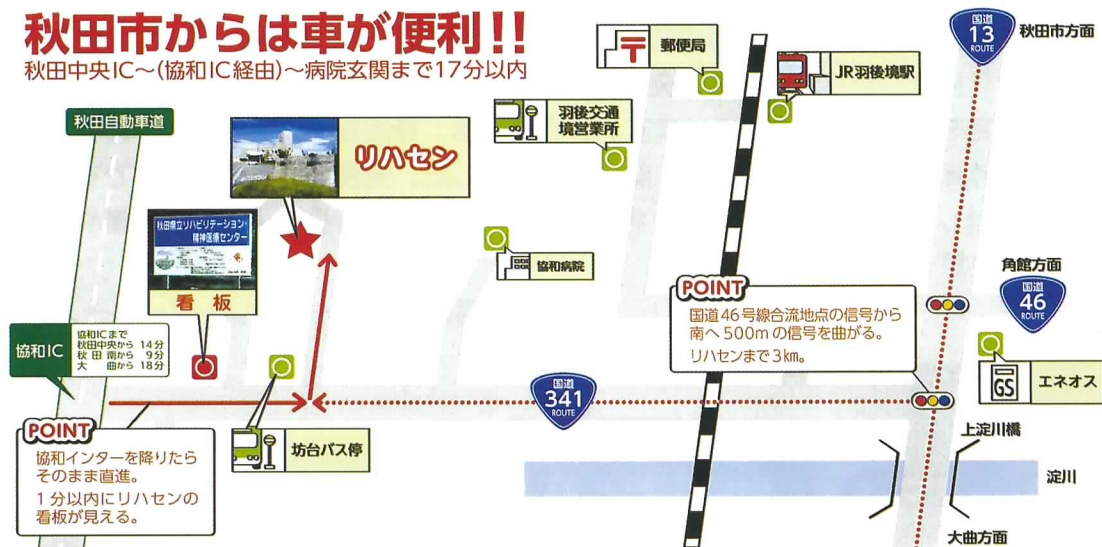 秋田市からは車が便利!!
秋田中央IC～(協和IC経由)～病院玄関まで17分以内
国道
13
ROUTE
秋田市方面
郵便局
JR羽後境駅
秋田自動車道
羽後交通
境営業所
リハセン
秋田県立リハビリテーション・
精神医療センター
看板
協和病院
角館方面
国道
46
ROUTE
POINT
国道46号線合流地点の信号から
南へ500mの信号を曲がる。
リハセンまで3km。
協和IC
協和ICまで
秋田中央から 14分
秋田南から 9分
大曲から 18分
国道
341
ROUTE
GS
エネオス
POINT
協和インターを降りたら
そのまま直進。
1分以内にリハセンの
看板が見える。
坊台バス停
上淀川橋
淀川
大曲方面